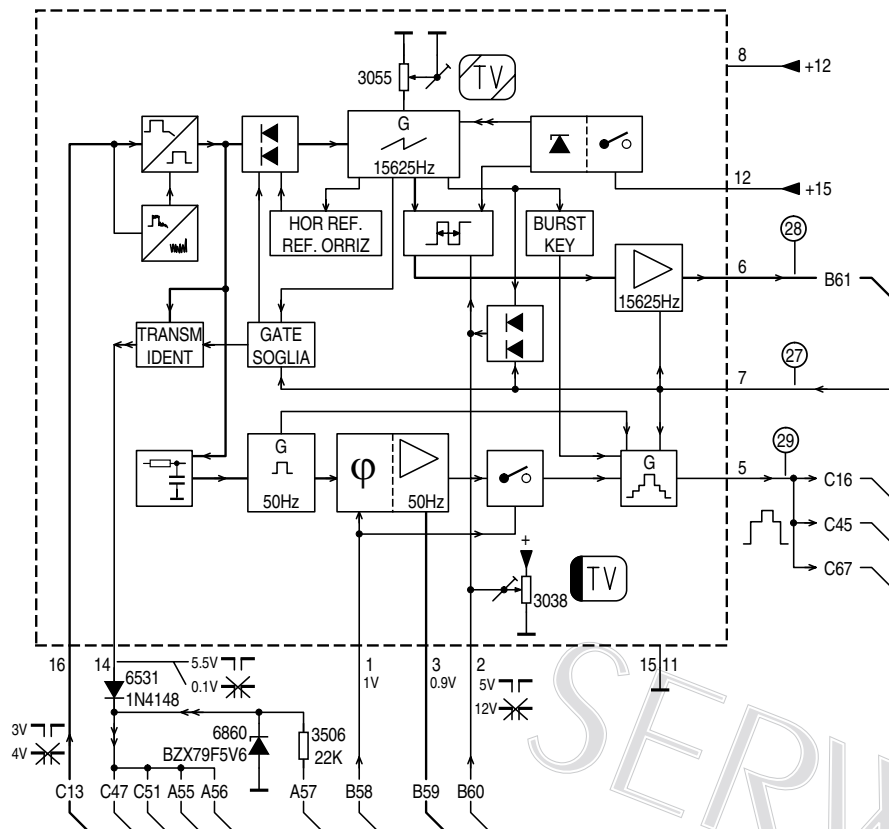 8
+12
3055
TV
G
15625Hz
12
+15
HOR REF.
REF. ORRIZ
BURST
KEY
28
6
B61
15625Hz
TRANSM
IDENT
GATE
SOGLIA
27
7
G
50Hz
φ
50Hz
G
29
5
C16
C45
C67
+
3038
TV
16
14
5.5V
0.1V
1
1V
3
0.9V
2
5V
12V
15
11
6531
1N4148
3V
4V
6860
BZX79F5V6
3506
22K
C13
C47
C51
A55
A56
A57
B58
B59
B60